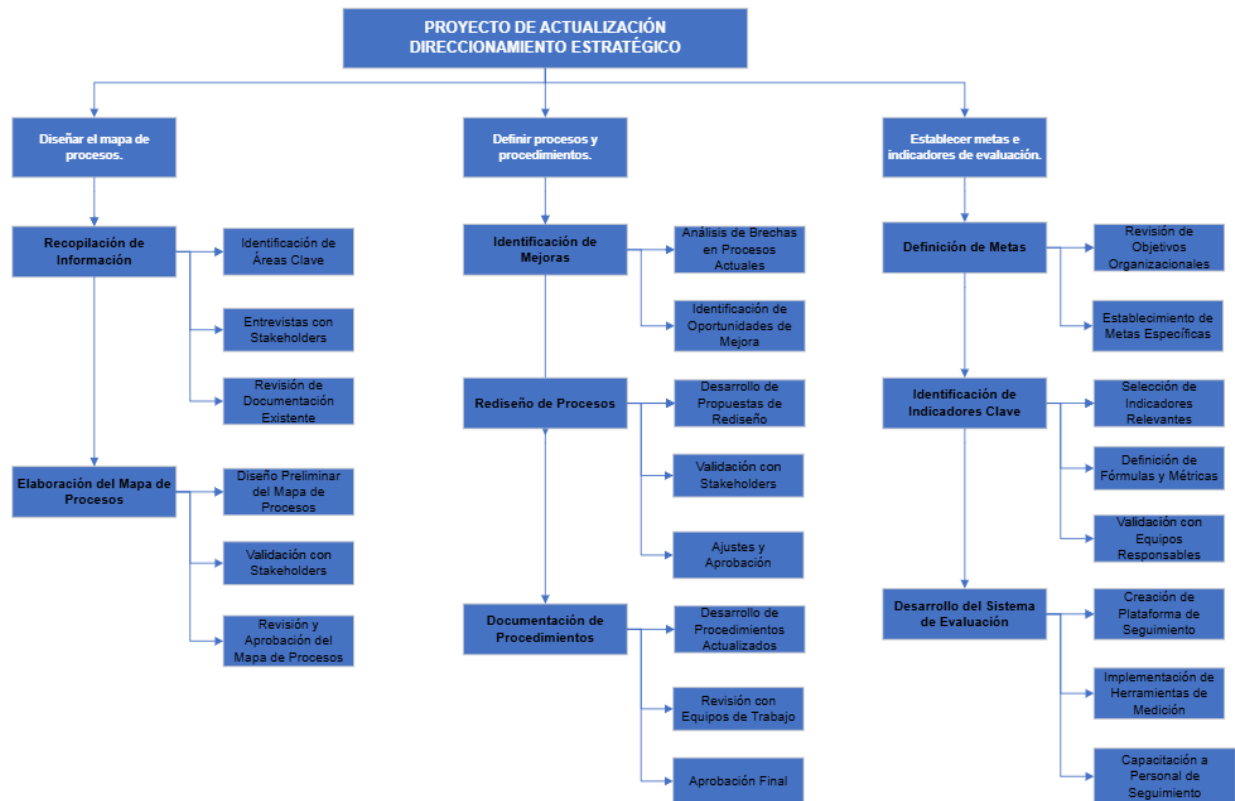 PROYECTO DE ACTUALIZACIÓN
DIRECCIONAMIENTO ESTRATÉGICO
Diseñar el mapa de
procesos.
Recopilación de
Información
Identificación de
Áreas Clave
Entrevistas con
Stakeholders
Revisión de
Documentación
Existente
Elaboración del Mapa de
Procesos
Diseño Preliminar
del Mapa de
Procesos
Validación con
Stakeholders
Revisión y
Aprobación del
Mapa de Procesos
Definir procesos y
procedimientos.
Identificación de
Mejoras
Análisis de Brechas
en Procesos
Actuales
Identificación de
Oportunidades de
Mejora
Rediseño de Procesos
Desarrollo de
Propuestas de
Rediseño
Validación con
Stakeholders
Ajustes y
Aprobación
Documentación de
Procedimientos
Desarrollo de
Procedimientos
Actualizados
Revisión con
Equipos de Trabajo
Aprobación Final
Establecer metas e
indicadores de evaluación.
Definición de Metas
Revisión de
Objetivos
Organizacionales
Establecimiento de
Metas Específicas
Identificación de
Indicadores Clave
Selección de
Indicadores
Relevantes
Definición de
Fórmulas y Métricas
Validación con
Equipos
Responsables
Desarrollo del Sistema
de Evaluación
Creación de
Plataforma de
Seguimiento
Implementación de
Herramientas de
Medición
Capacitación a
Personal de
Seguimiento